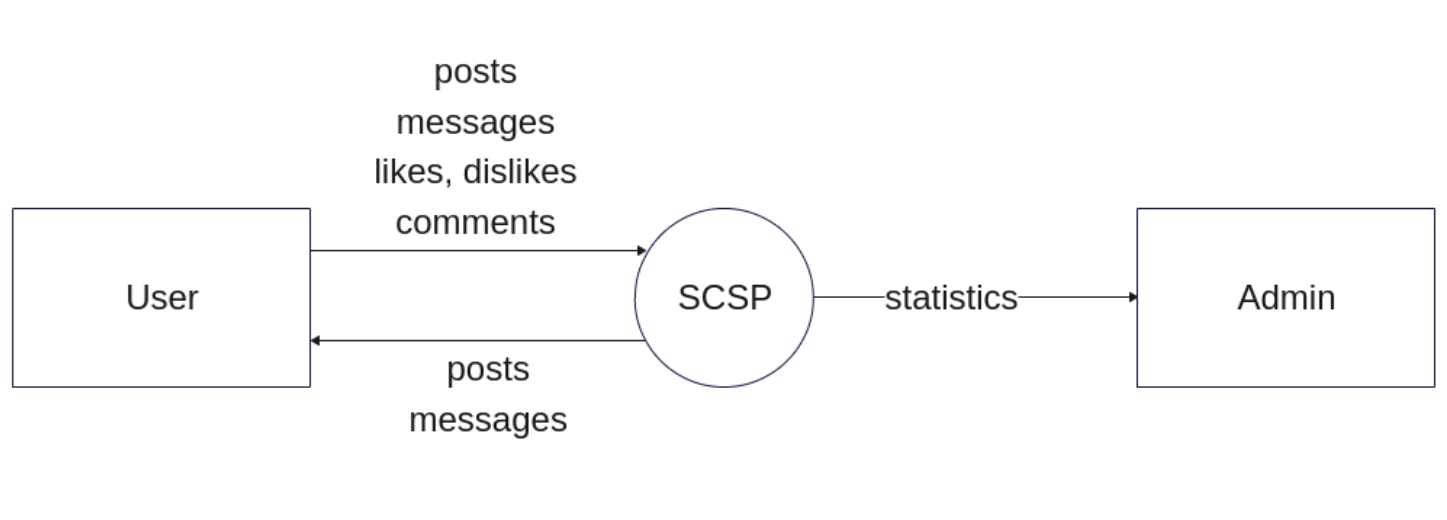 posts
messages
likes, dislikes
comments
User
SCSP
statistics
Admin
posts
messages